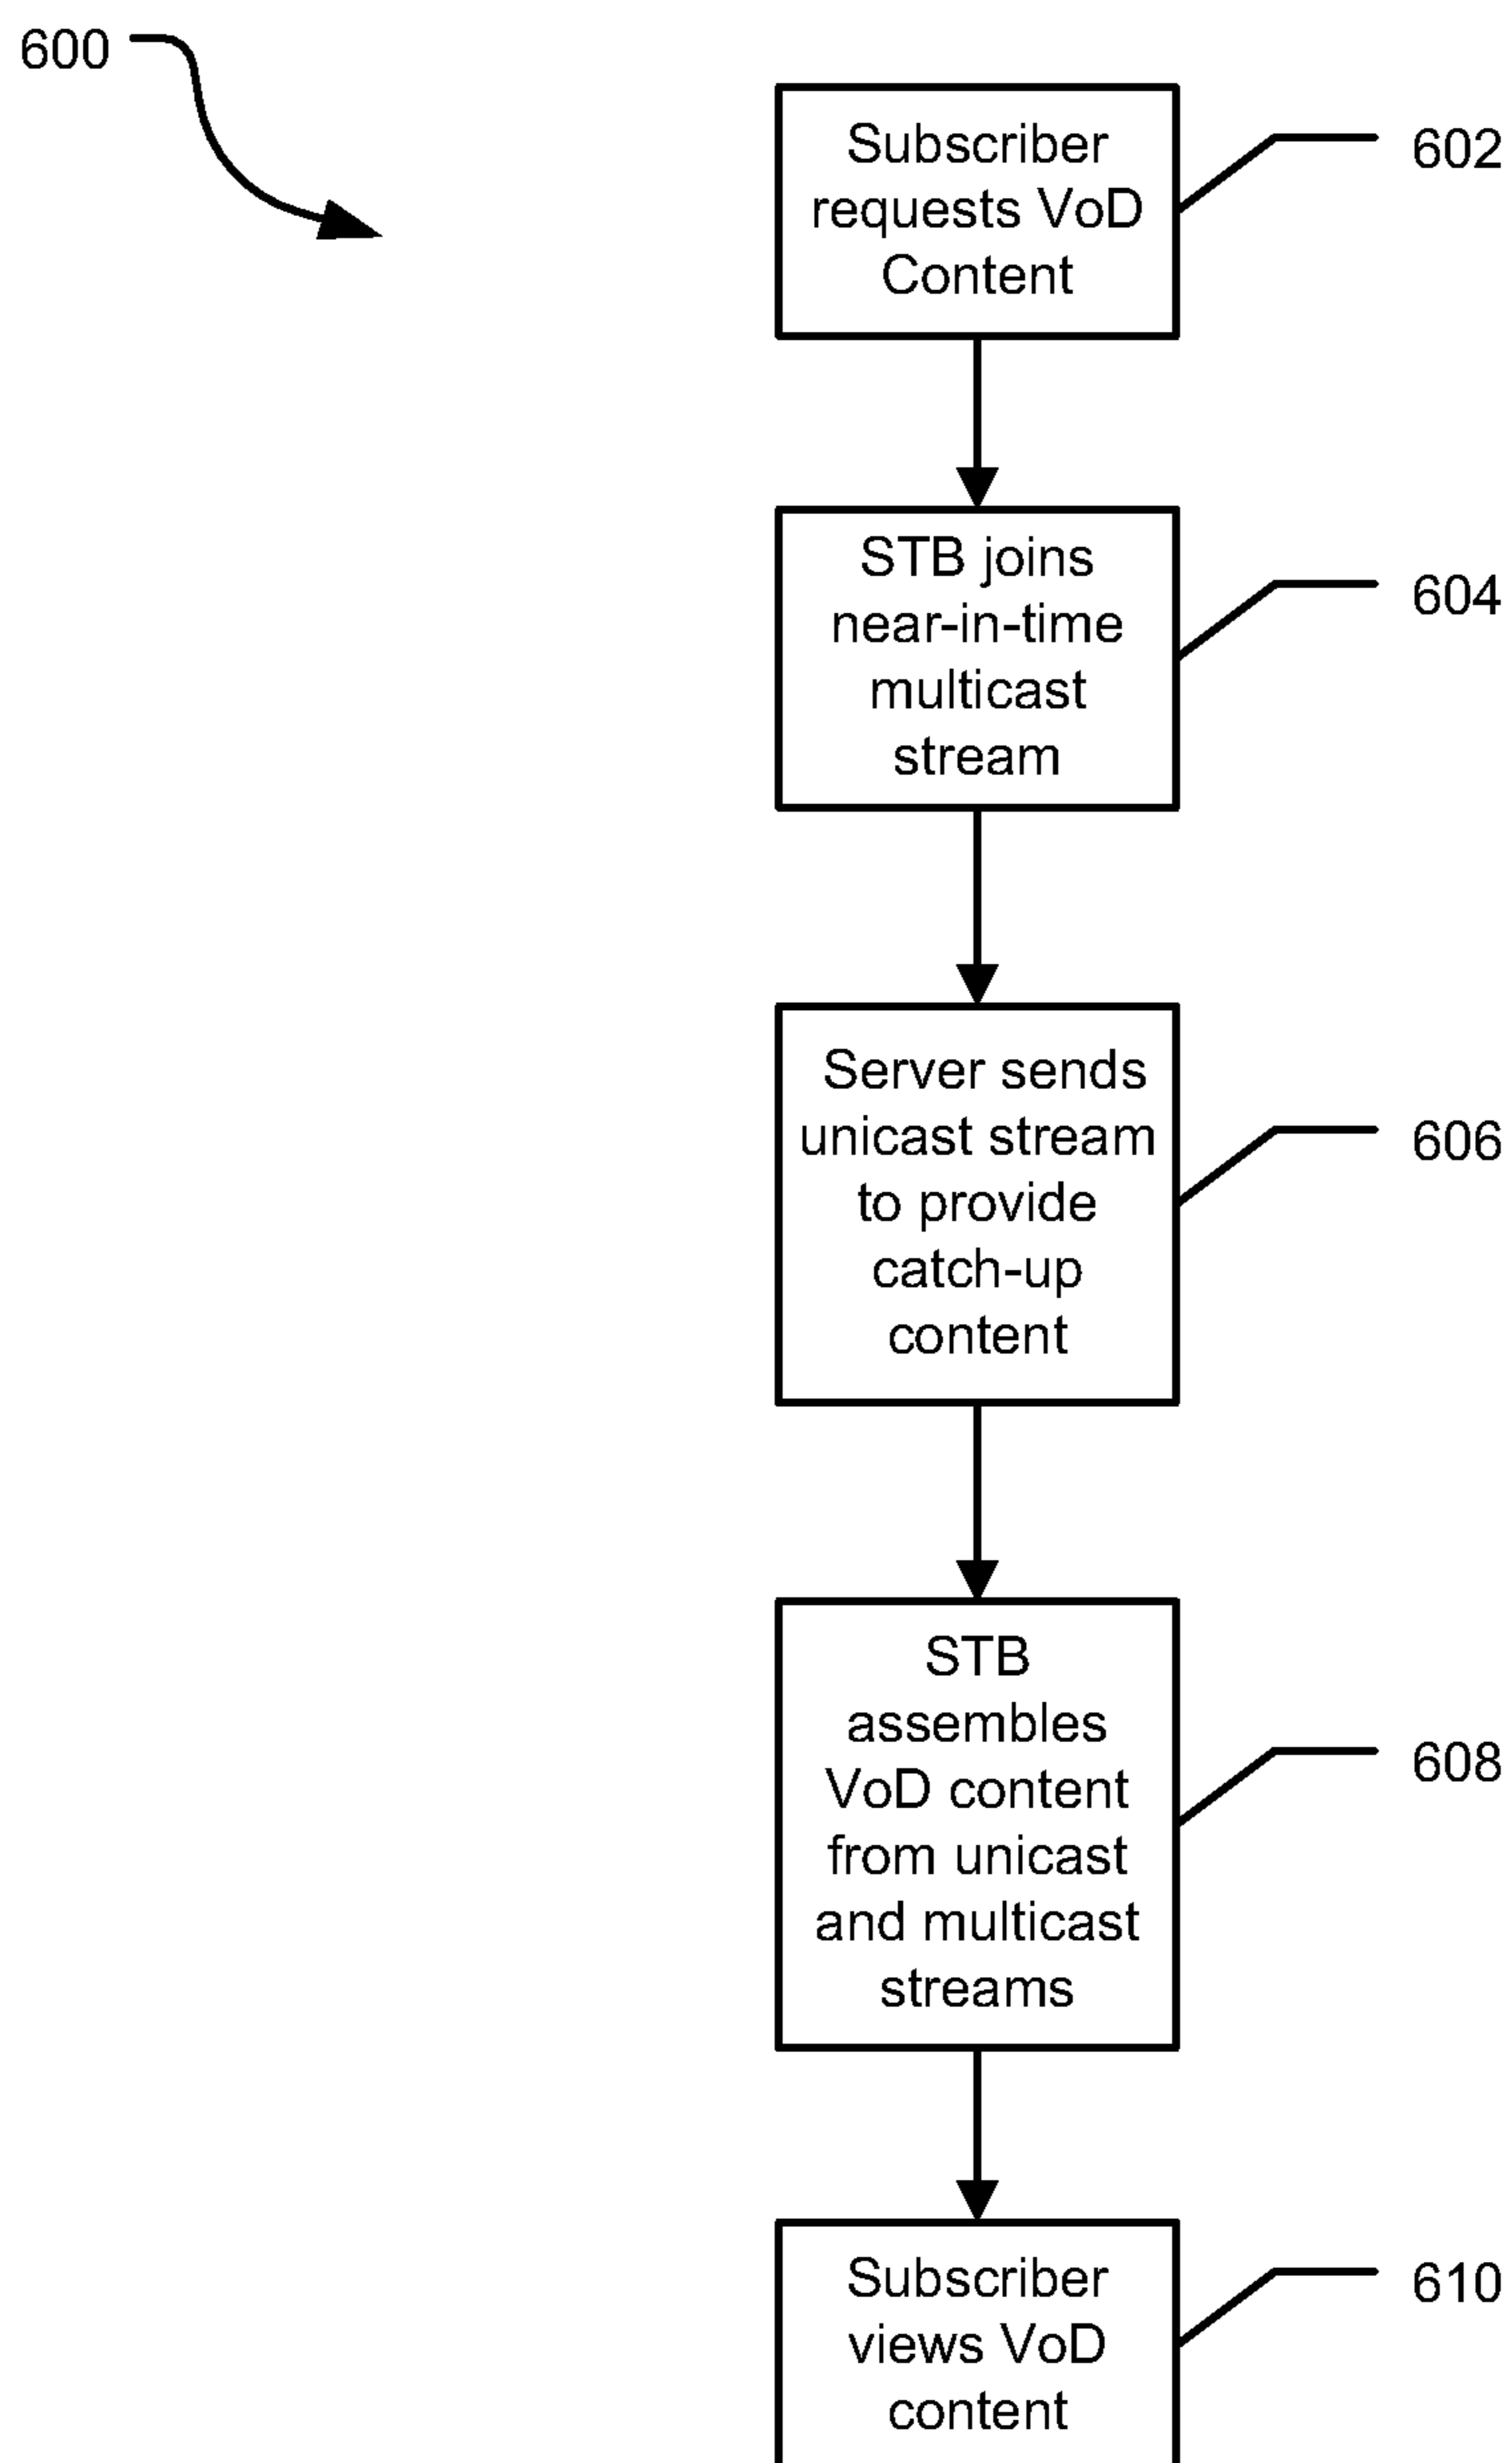 600
Subscriber
requests VoD
Content
602
STB joins
near-in-time
multicast
stream
604
Server sends
unicast stream
to provide
catch-up
content
606
STB
assembles
VoD content
from unicast
and multicast
streams
608
Subscriber
views VoD
content
610